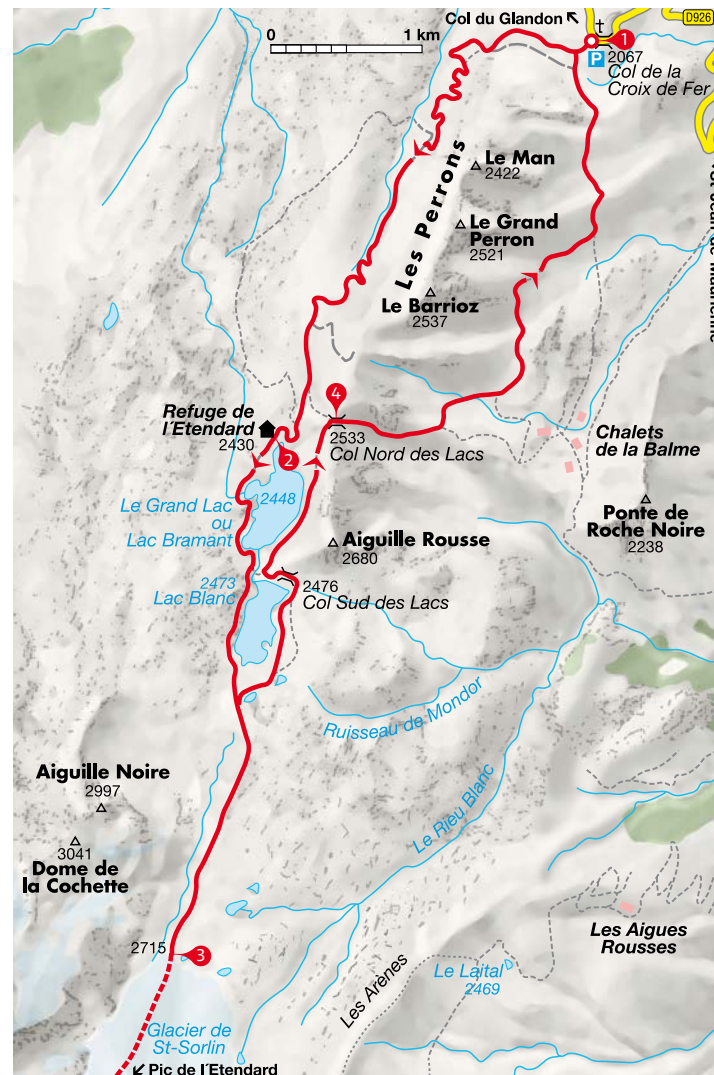 Col du Glandon
D926
0 1 km
1
P
2067
Col de la
Croix de Fer
Le Man
2422
Les Perrons
Le Grand
Perron
2521
Le Barrioz
2537
4
Refuge de
l'Etendard
2430
2533
Col Nord des Lacs
2
Chalets
de la Balme
2448
Le Grand Lac
ou
Lac Bramant
Ponte de
Roche Noire
2238
Aiguille Rousse
2680
2473
Lac Blanc
2476
Col Sud des Lacs
Ruisseau de Mondor
Aiguille Noire
2997
Le Rieu Blanc
3041
Dome de
la Cochette
Les Aigues
Rousses
2715
3
Le Laital
2469
Les Arènes
Glacier de
St-Sorlin
Pic de l'Etendard